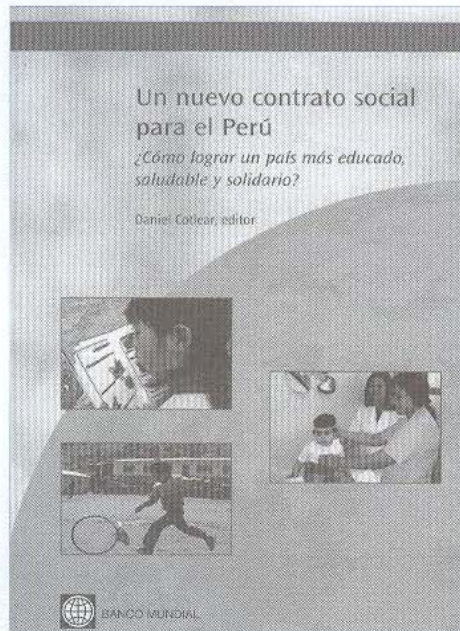 Un nuevo contrato social
para el Perú
¿Cómo lograr un país más educado,
saludable y solidario?
Daniel Cotlear, editor
BANCO MUNDIAL